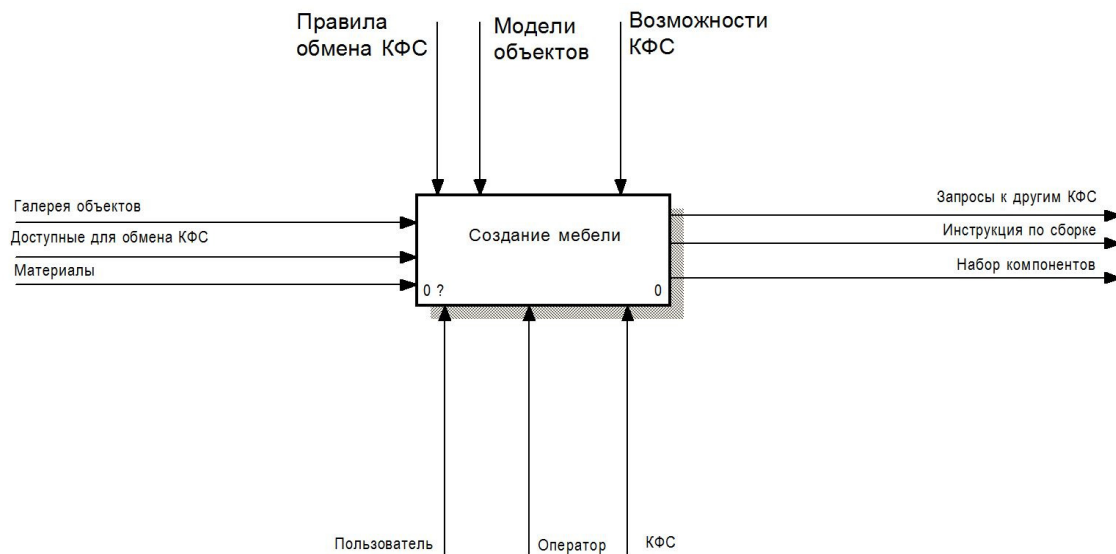 Правила
обмена КФС
Модели
объектов
Возможности
КФС
Галерея объектов
Доступные для обмена КФС
Материалы
Создание мебели
0 ?
0
Запросы к другим КФС
Инструкция по сборке
Набор компонентов
Пользователь
Оператор
КФС